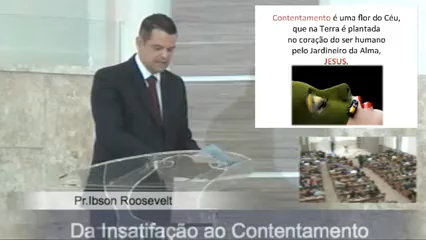 Contentamento é uma flor do Céu,
que na Terra é plantada
no coração do ser humano
pelo Jardineiro da Alma,
JESUS.
Pr.Ibson Roosevelt
Da Insatifação ao Contentamento